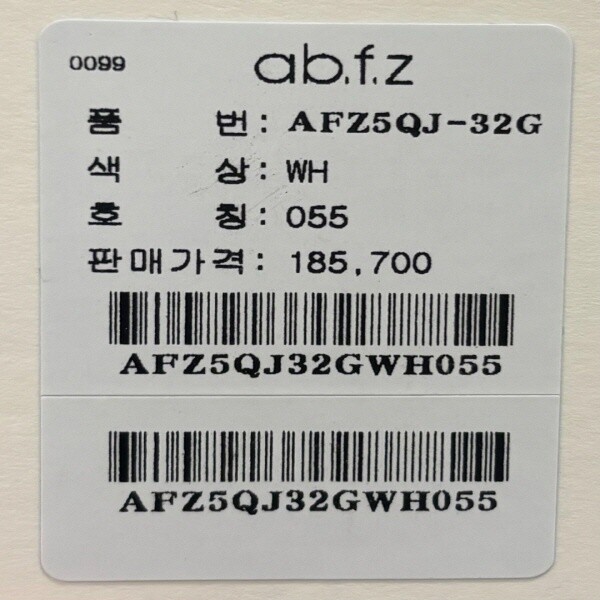 0099 ab.f.z
품 번: AFZ5QJ-32G
색 상: WH
호 칭: 055
판매가격: 185,700
AFZ5QJ32GWH055
AFZ5QJ32GWH055